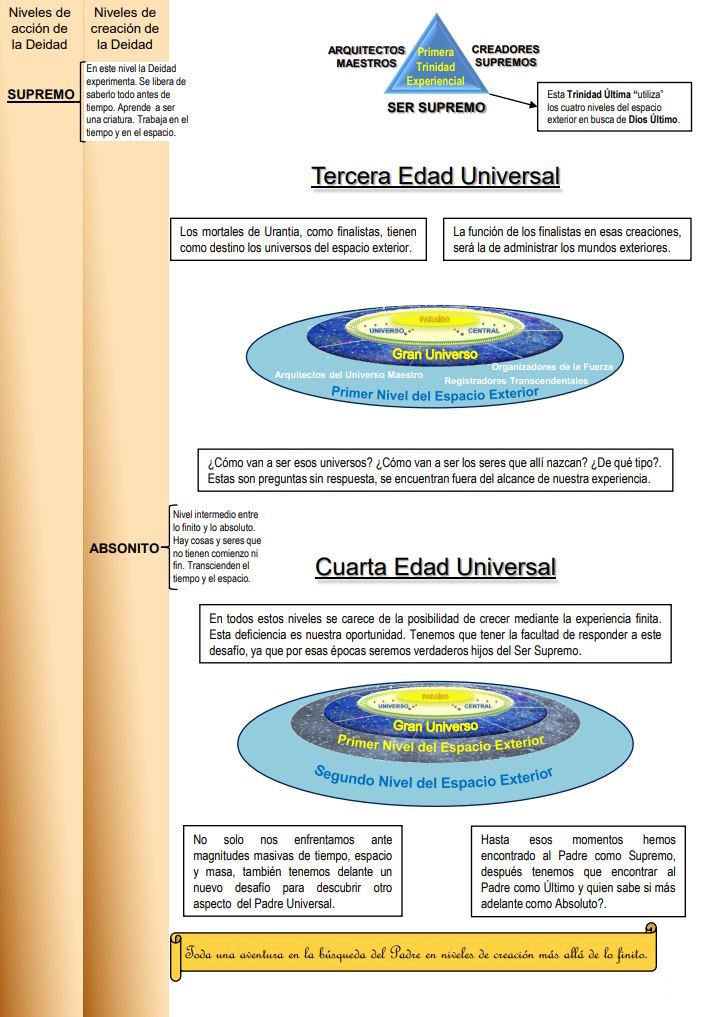 Niveles de
acción de
la Deidad
Niveles de
creación de
la Deidad
SUPREMO
En este nivel la Deidad
experimenta. Se libera de
saberlo todo antes de
tiempo. Aprende a ser
una criatura. Trabaja en el
tiempo y en el espacio.
ARQUITECTOS
MAESTROS
Primera
Trinidad
Experiencial
CREADORES
SUPREMOS
SER SUPREMO
Esta Trinidad Última “utiliza”
los cuatro niveles del espacio
exterior en busca de Dios Último.
Tercera Edad Universal
Los mortales de Urantia, como finalistas, tienen
como destino los universos del espacio exterior.
La función de los finalistas en esas creaciones,
será la de administrar los mundos exteriores.
PARAÍSO
UNIVERSO CENTRAL
Gran Universo
Organizadores de la Fuerza
Arquitectos del Universo Maestro
Registradores Transcendentales
Primer Nivel del Espacio Exterior
¿Cómo van a ser esos universos? ¿Cómo van a ser los seres que allí nazcan? ¿De qué tipo?.
Estas son preguntas sin respuesta, se encuentran fuera del alcance de nuestra experiencia.
ABSONITO
Nivel intermedio entre
lo finito y lo absoluto.
Hay cosas y seres que
no tienen comienzo ni
fin. Transcienden el
tiempo y el espacio.
Cuarta Edad Universal
En todos estos niveles se carece de la posibilidad de crecer mediante la experiencia finita.
Esta deficiencia es nuestra oportunidad. Tenemos que tener la facultad de responder a este
desafío, ya que por esas épocas seremos verdaderos hijos del Ser Supremo.
PARAÍSO
UNIVERSO CENTRAL
Gran Universo
Primer Nivel del Espacio Exterior
Segundo Nivel del Espacio Exterior
No solo nos enfrentamos ante
magnitudes masivas de tiempo, espacio
y masa, también tenemos delante un
nuevo desafío para descubrir otro
aspecto del Padre Universal.
Hasta esos momentos hemos
encontrado al Padre como Supremo,
después tenemos que encontrar al
Padre como Último y quien sabe si más
adelante como Absoluto?.
Toda una aventura en la búsqueda del Padre en niveles de creación más allá de lo finito.